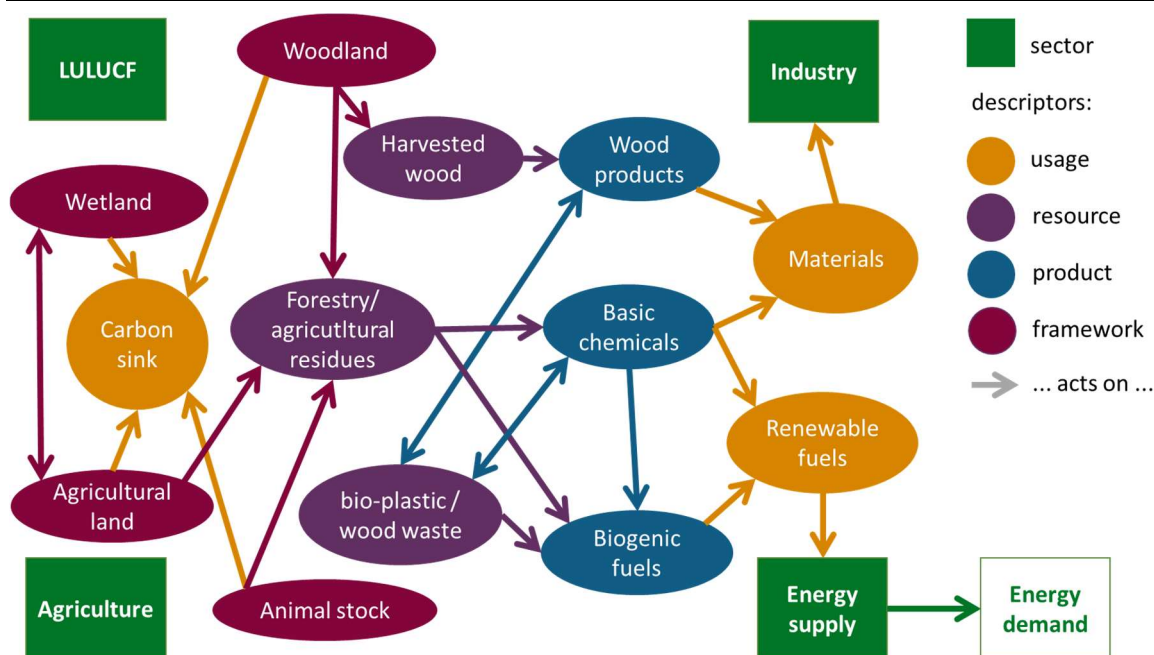 LULUCF
Woodland
Industry
sector
descriptors:
Harvested
wood
Wood
products
usage
Wetland
resource
Materials
product
Carbon
sink
Forestry/
agricutltural
residues
Basic
chemicals
framework
... acts on ...
Renewable
fuels
Agricultural
land
bio-plastic /
wood waste
Biogenic
fuels
Agriculture
Animal stock
Energy
supply
Energy
demand